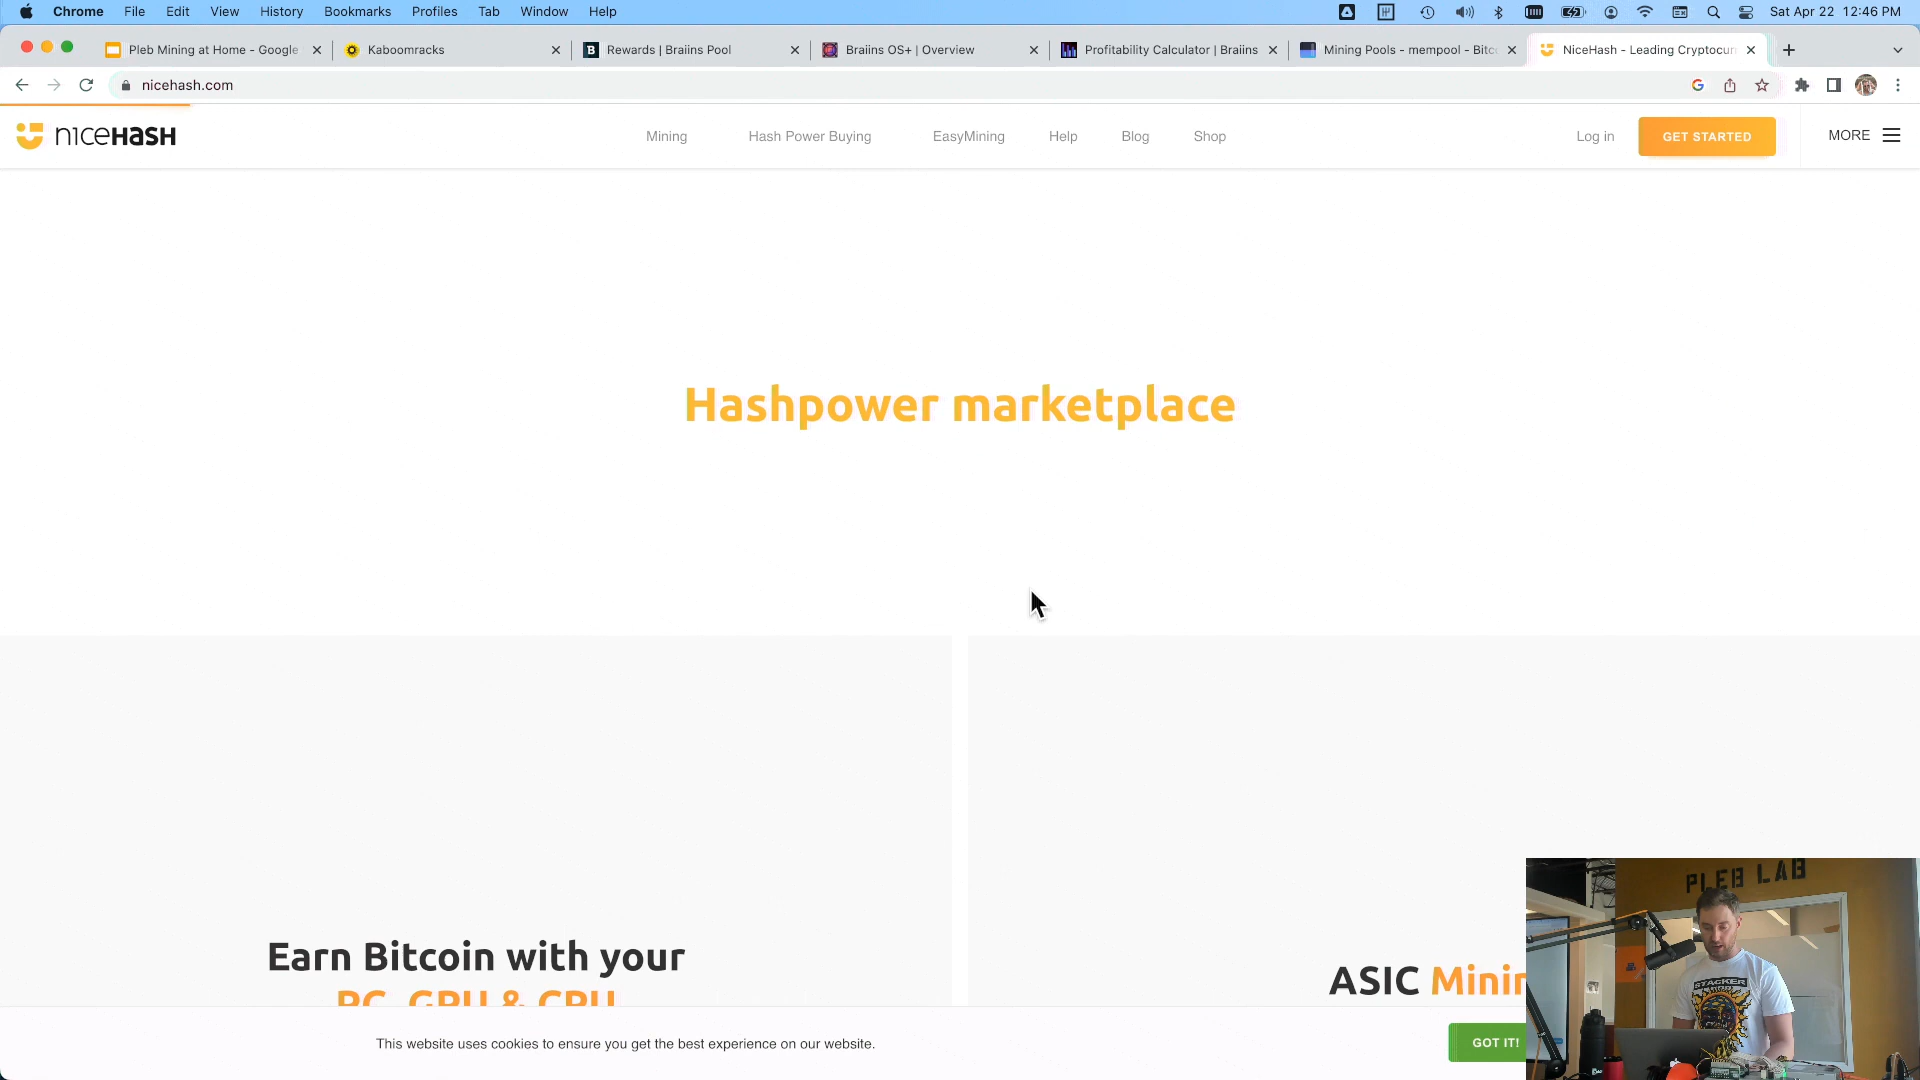 Chrome File Edit View History Bookmarks Profiles Tab Window Help Sat Apr 22 12:46 PM
Pleb Mining at Home - Google Kaboomracks Rewards | Braiins Pool Braiins OS+ | Overview Profitability Calculator | Braiins Mining Pools - mempool - Bitc NiceHash - Leading Cryptocur
nicehash.com
niceHASH Mining Hash Power Buying EasyMining Help Blog Shop Log in GET STARTED MORE
Hashpower marketplace
PLEB LAB
Earn Bitcoin with your
ASIC Minin
PC, GPU & CPU
STACKER
This website uses cookies to ensure you get the best experience on our website. GOT IT!